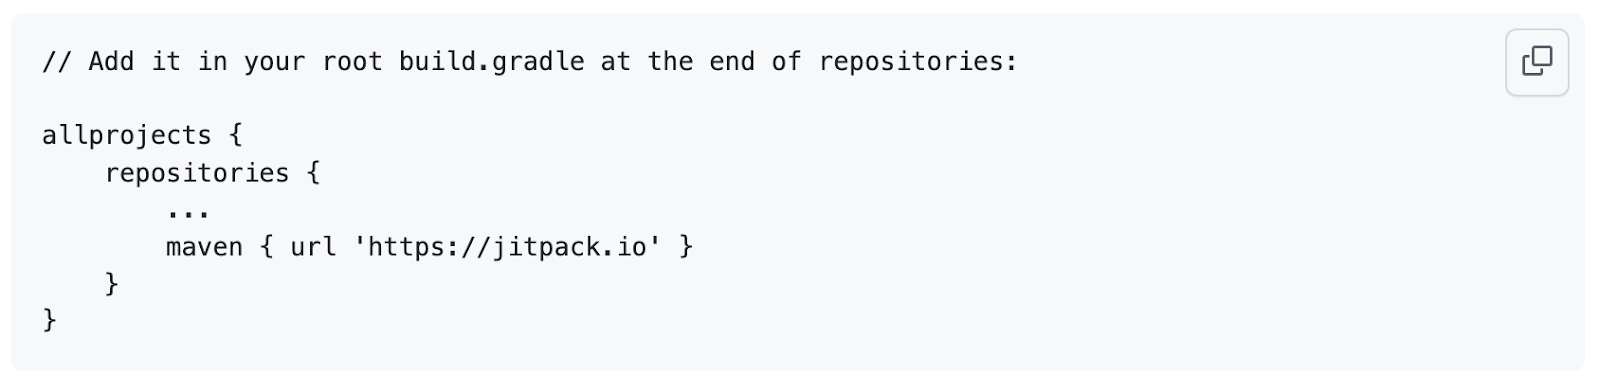 // Add it in your root build.gradle at the end of repositories:
allprojects {
    repositories {
        ...
        maven { url 'https://jitpack.io' }
    }
}